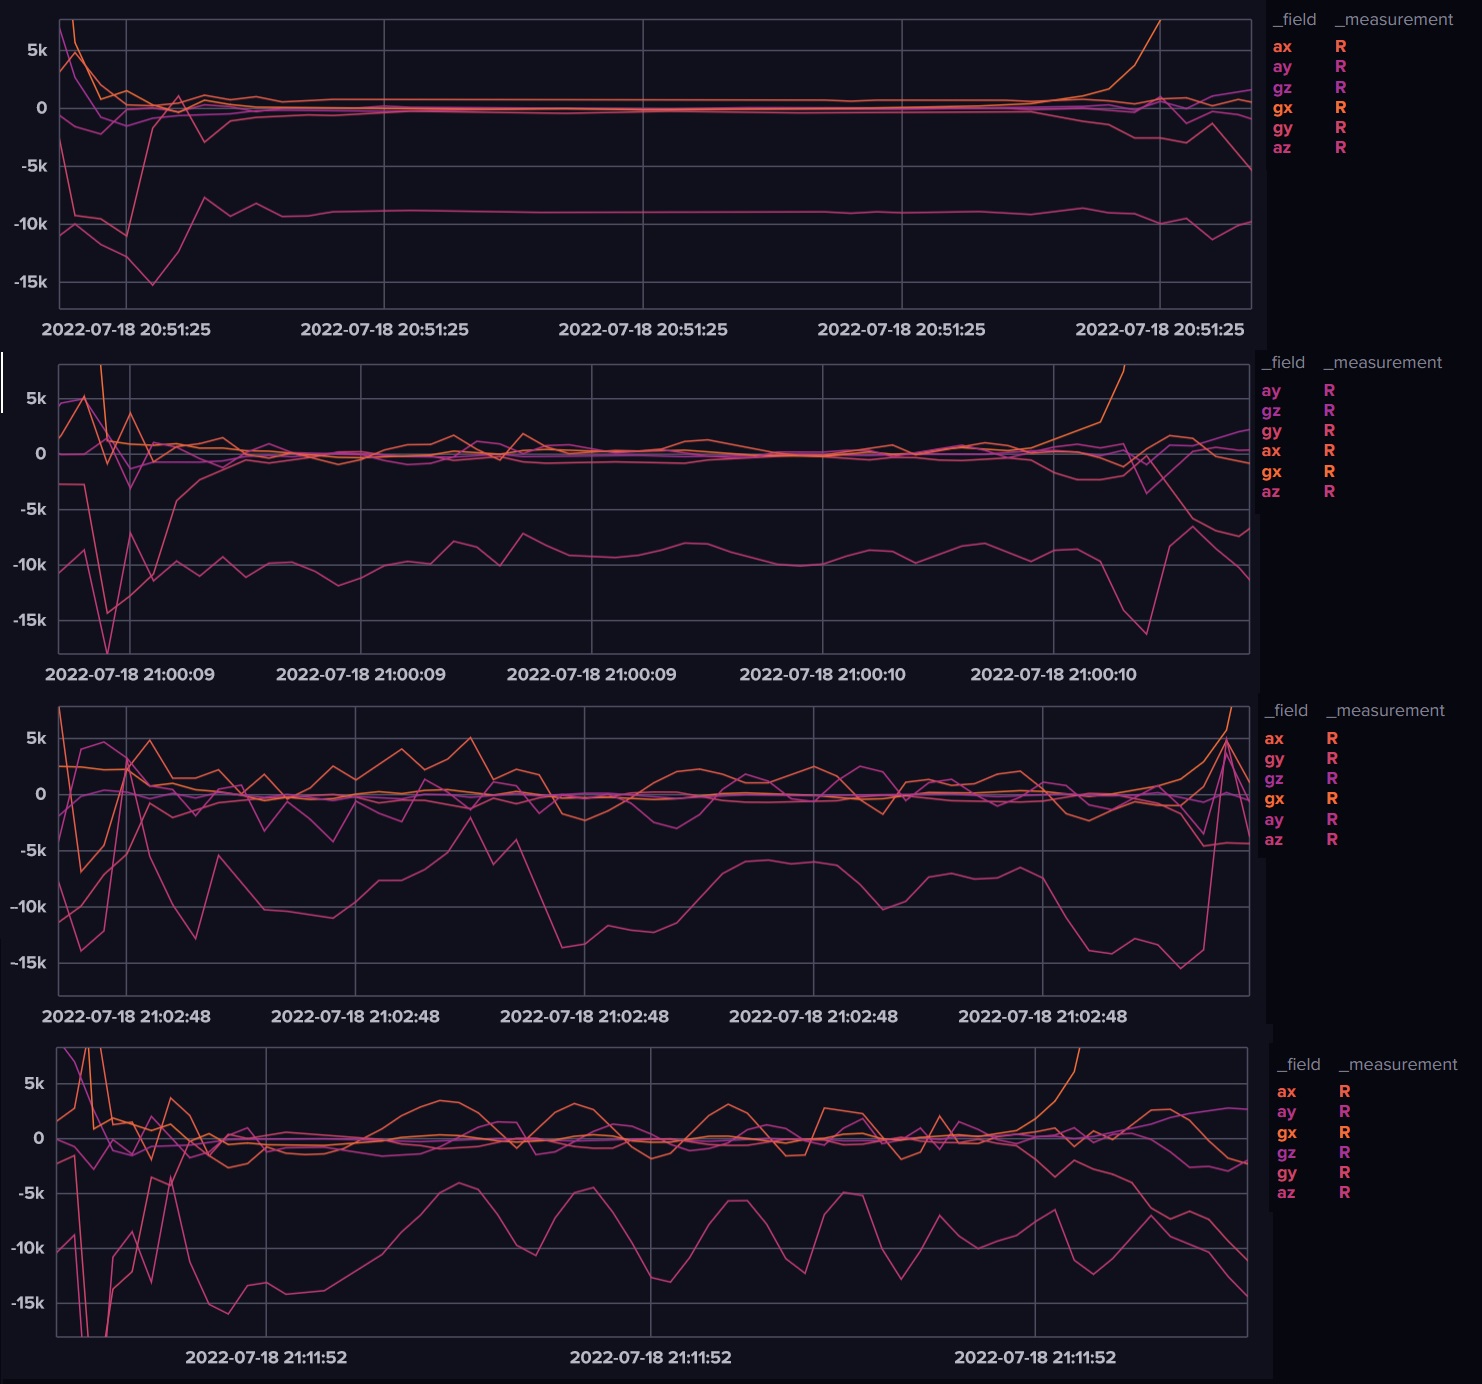 _field _measurement
ax R
ay R
gz R
gx R
gy R
az R
5k
0
-5k
-10k
-15k
2022-07-18 20:51:25 2022-07-18 20:51:25 2022-07-18 20:51:25 2022-07-18 20:51:25 2022-07-18 20:51:25
_field _measurement
ay R
gz R
gy R
ax R
gx R
az R
5k
0
-5k
-10k
-15k
2022-07-18 21:00:09 2022-07-18 21:00:09 2022-07-18 21:00:09 2022-07-18 21:00:10 2022-07-18 21:00:10
_field _measurement
ax R
gy R
gz R
gx R
ay R
az R
5k
0
-5k
-10k
-15k
2022-07-18 21:02:48 2022-07-18 21:02:48 2022-07-18 21:02:48 2022-07-18 21:02:48 2022-07-18 21:02:48
_field _measurement
ax R
ay R
gx R
gz R
gy R
az R
5k
0
-5k
-10k
-15k
2022-07-18 21:11:52 2022-07-18 21:11:52 2022-07-18 21:11:52